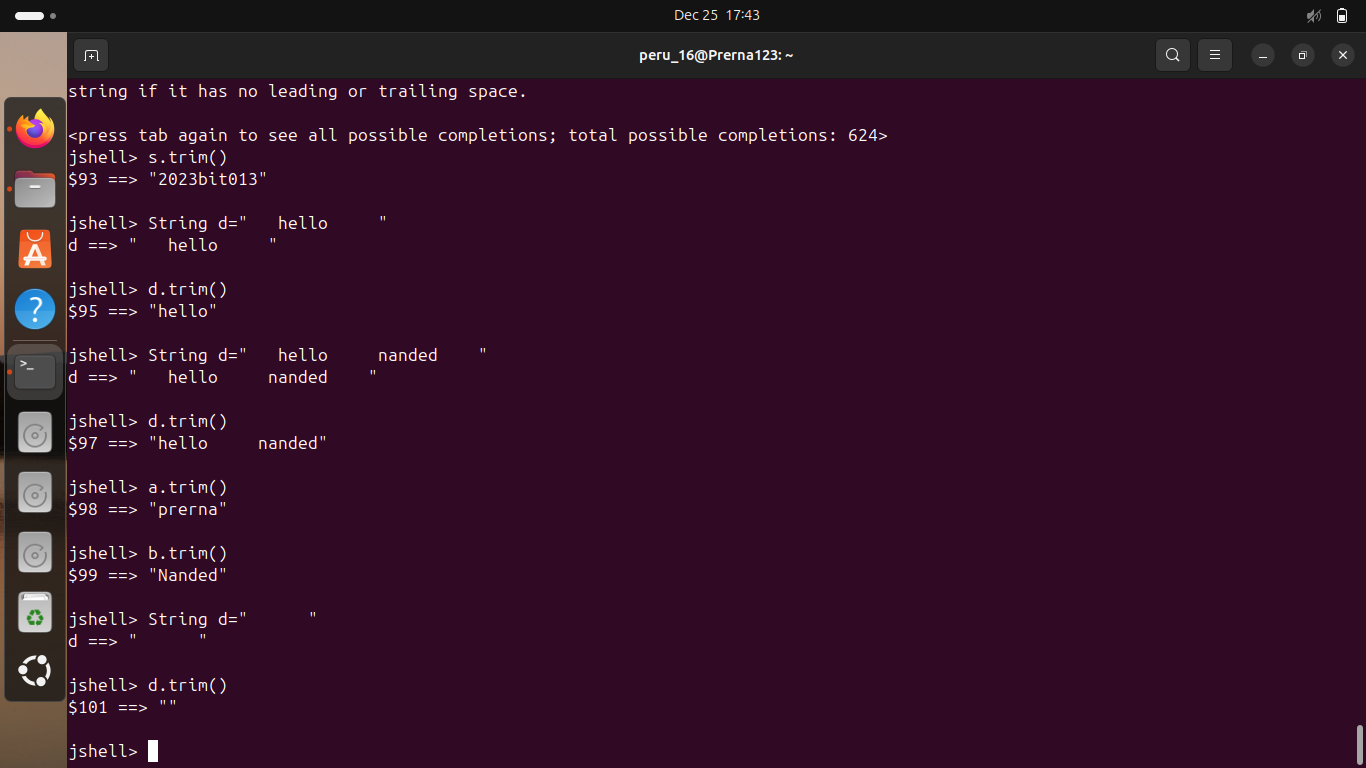 Dec 25 17:43
peru_16@Prerna123: ~
string if it has no leading or trailing space.
<press tab again to see all possible completions; total possible completions: 624>
jshell> s.trim()
$93 ==> "2023bit013"
jshell> String d="   hello     "
d ==> "   hello     "
jshell> d.trim()
$95 ==> "hello"
jshell> String d="   hello     nanded    "
d ==> "   hello     nanded    "
jshell> d.trim()
$97 ==> "hello     nanded"
jshell> a.trim()
$98 ==> "prerna"
jshell> b.trim()
$99 ==> "Nanded"
jshell> String d="      "
d ==> "      "
jshell> d.trim()
$101 ==> ""
jshell>